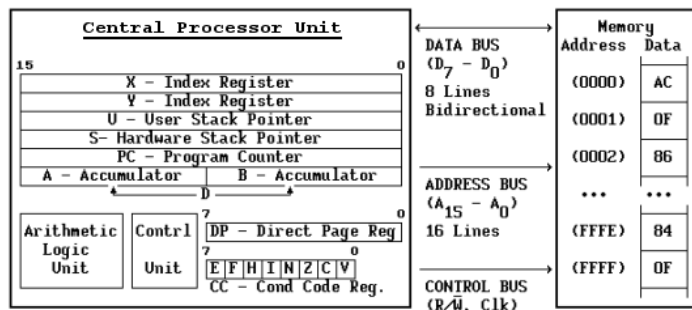 Central Processor Unit
15 0
X - Index Register
Y - Index Register
U - User Stack Pointer
S- Hardware Stack Pointer
PC - Program Counter
A - Accumulator B - Accumulator
D
Arithmetic
Logic
Unit
Contrl
Unit
7 0
DP - Direct Page Reg
7 0
E F H I N Z C V
CC - Cond Code Reg.
DATA BUS
(D7 - D0)
8 Lines
Bidirectional
ADDRESS BUS
(A15 - A0)
16 Lines
CONTROL BUS
(R/W̅, Clk)
Memory
Address Data
(0000) AC
(0001) 0F
(0002) 86
... ...
(FFFE) 84
(FFFF) 0F